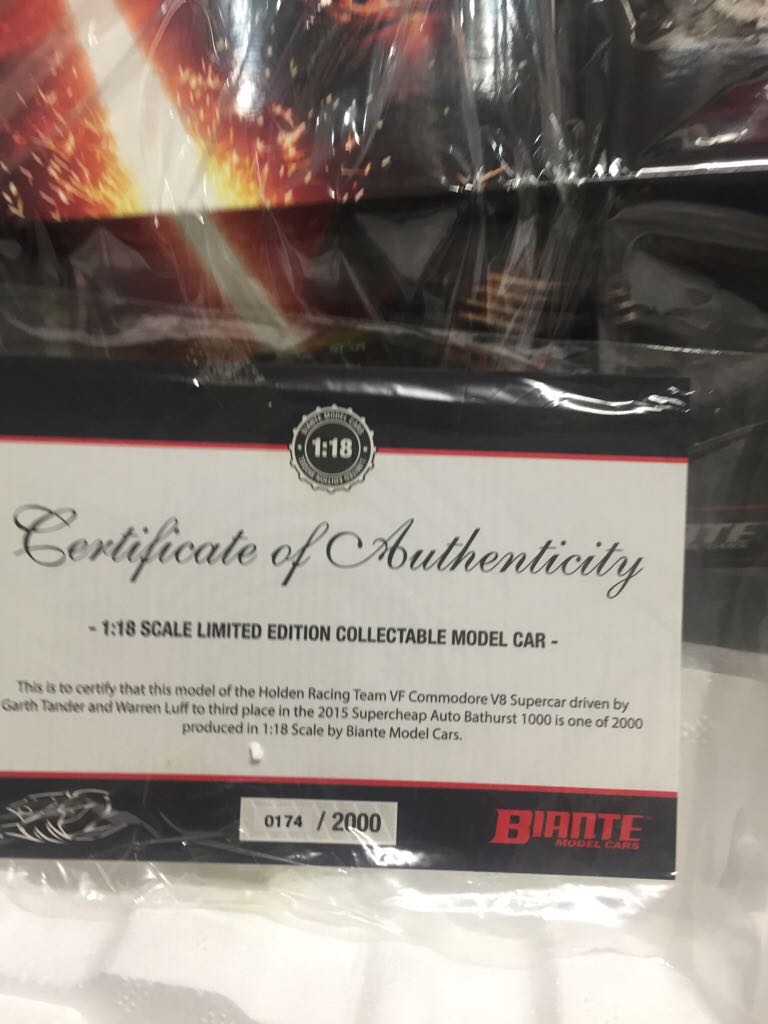 BIANTE MODEL CARS
1:18
Certificate of Authenticity
- 1:18 SCALE LIMITED EDITION COLLECTABLE MODEL CAR -
This is to certify that this model of the Holden Racing Team VF Commodore V8 Supercar driven by
Garth Tander and Warren Luff to third place in the 2015 Supercheap Auto Bathurst 1000 is one of 2000
produced in 1:18 Scale by Biante Model Cars.
0174 / 2000
BIANTE™
MODEL CARS